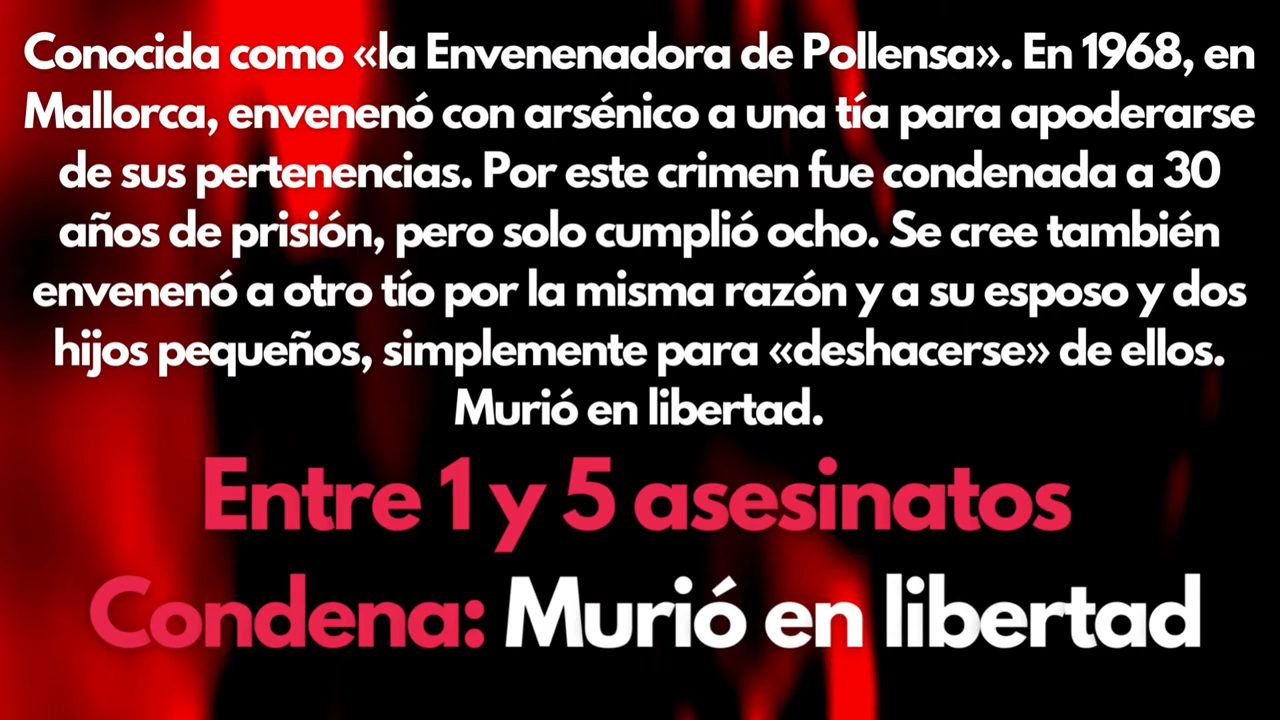 Conocida como «la Envenenadora de Pollensa». En 1968, en
Mallorca, envenenó con arsénico a una tía para apoderarse
de sus pertenencias. Por este crimen fue condenada a 30
años de prisión, pero solo cumplió ocho. Se cree también
envenenó a otro tío por la misma razón y a su esposo y dos
hijos pequeños, simplemente para «deshacerse» de ellos.
Murió en libertad.
Entre 1 y 5 asesinatos
Condena: Murió en libertad